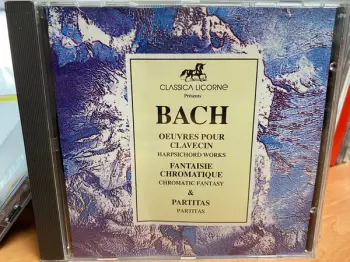 CLASSICA LICORNE
Présente
BACH
OEUVRES POUR
CLAVECIN
HARPSICHORD WORKS
FANTAISIE
CHROMATIQUE
CHROMATIC FANTASY
&
PARTITAS
PARTITAS